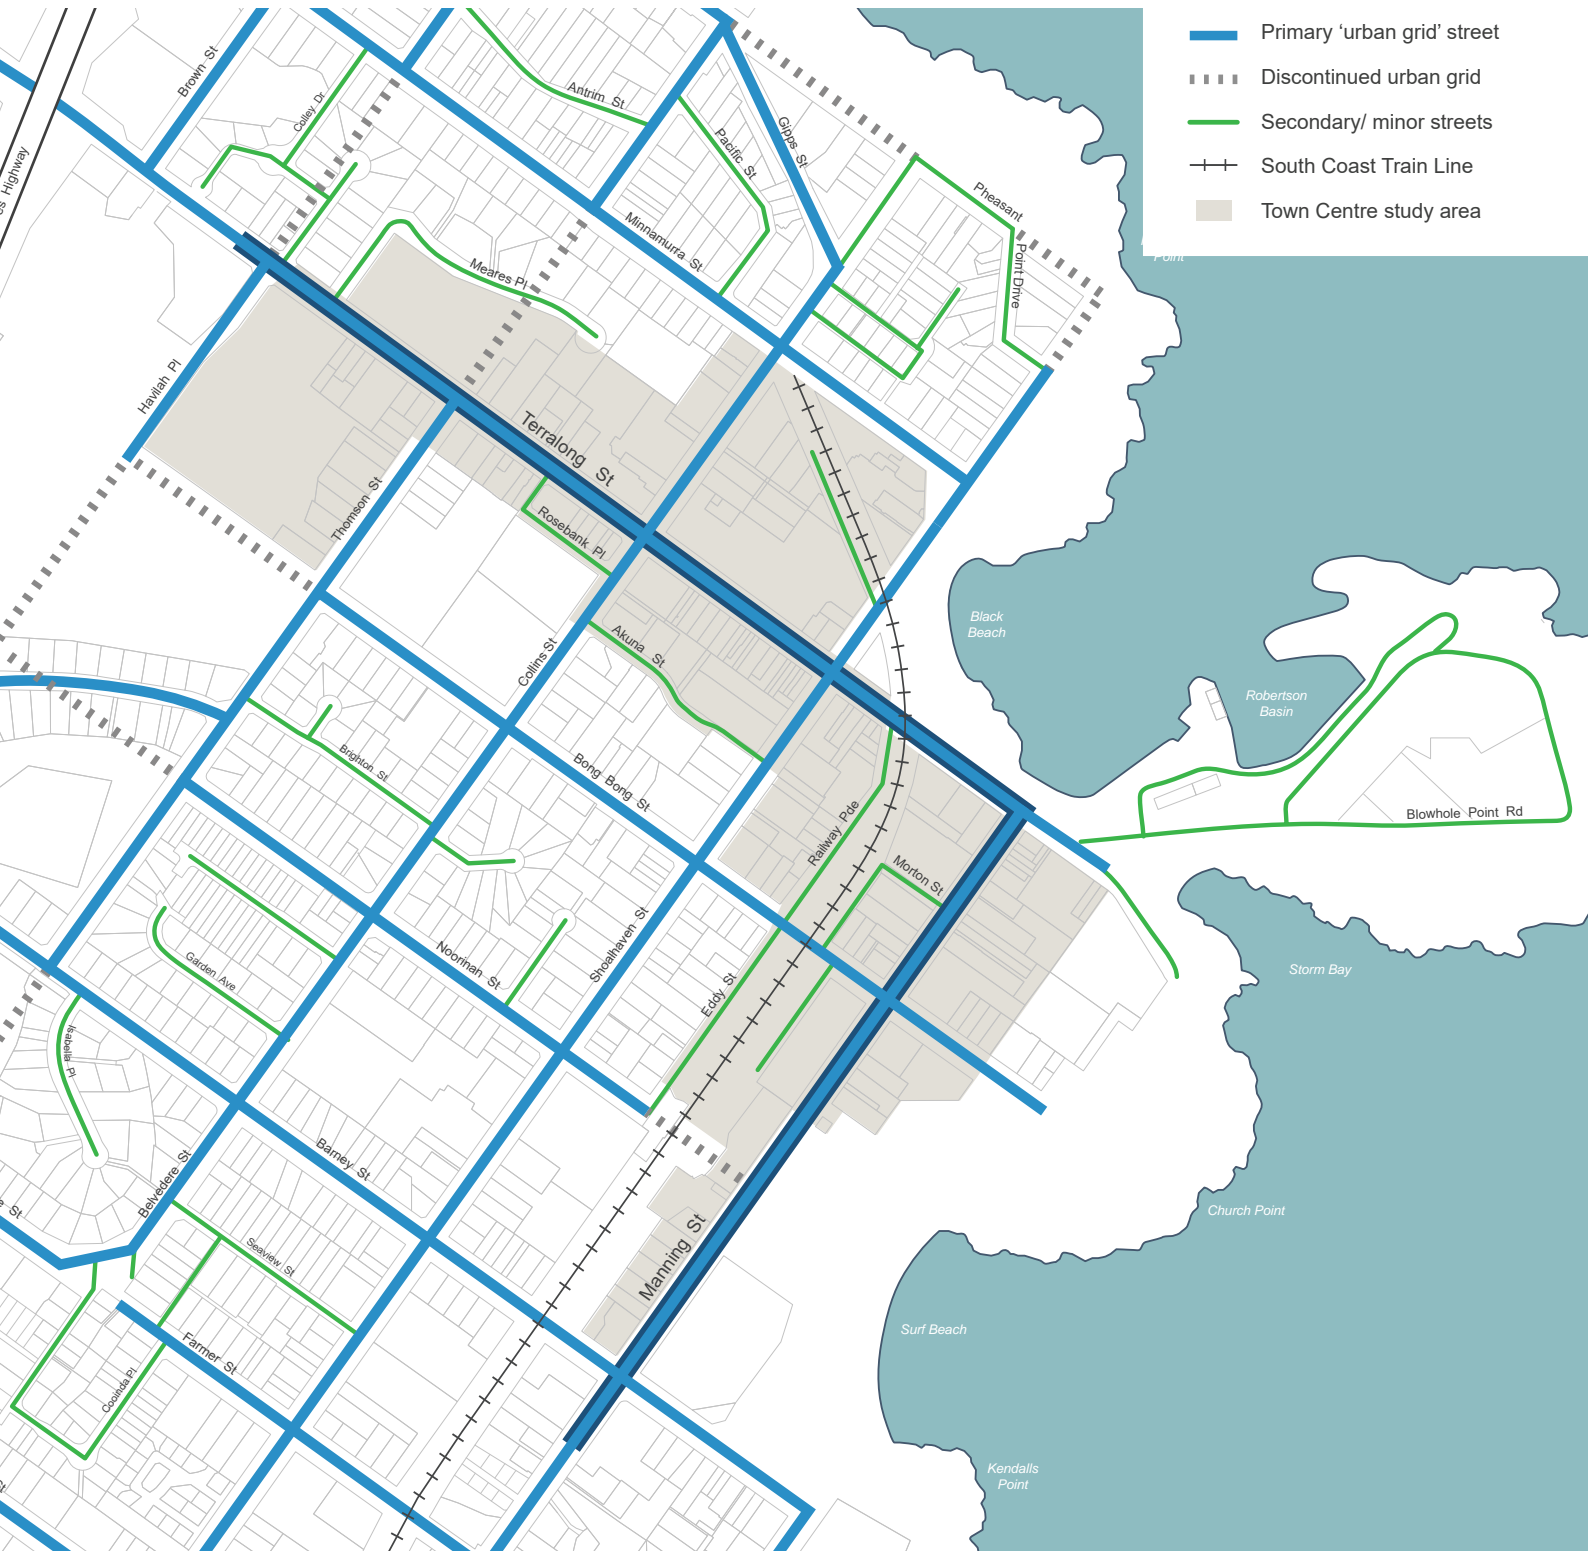 Primary ‘urban grid’ street
Discontinued urban grid
Secondary/ minor streets
South Coast Train Line
Town Centre study area
Brown St
Colley Dr
Antrim St
Pacific St
Gipps St
Pheasant
Point Drive
Point
Highway
Minnamurra St
Meares Pl
Havilah Pl
Terralong St
Thomson St
Rosebank Pl
Akuna St
Collins St
Black
Beach
Robertson
Basin
Brighton St
Bong Bong St
Railway Pde
Blowhole Point Rd
Morton St
Noorinan St
Shoalhaven St
Garden Ave
Eddy St
Storm Bay
Isabella Pl
Barney St
Belvedere St
St
Church Point
Seaview St
Manning St
Surf Beach
Farmer St
Cooinda Pl
Kendalls
Point